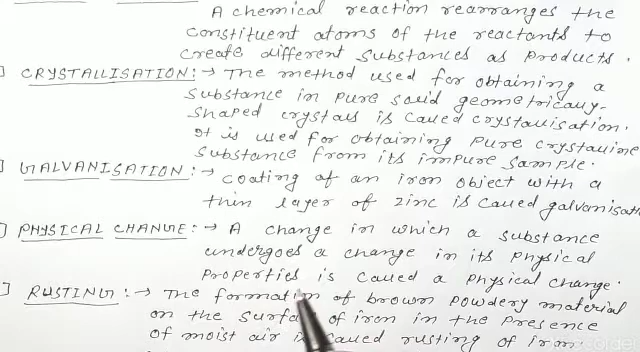 A chemical reaction rearranges the
constituent atoms of the reactants to
create different substances as products.
] CRYSTALLISATION:→ The method used for obtaining a
substance in pure solid geometrically-
shaped crystals is called crystallisation.
It is used for obtaining pure crystalline
substance from its impure sample.
] GALVANISATION:→ coating of an iron object with a
thin layer of zinc is called galvanisati
] PHYSICAL CHANGE:→ A change in which a substance
undergoes a change in its physical
properties is called a physical change.
] RUSTING:→ The formation of brown powdery material
on the surfa of iron in the presence
of moist air is called rusting of iron